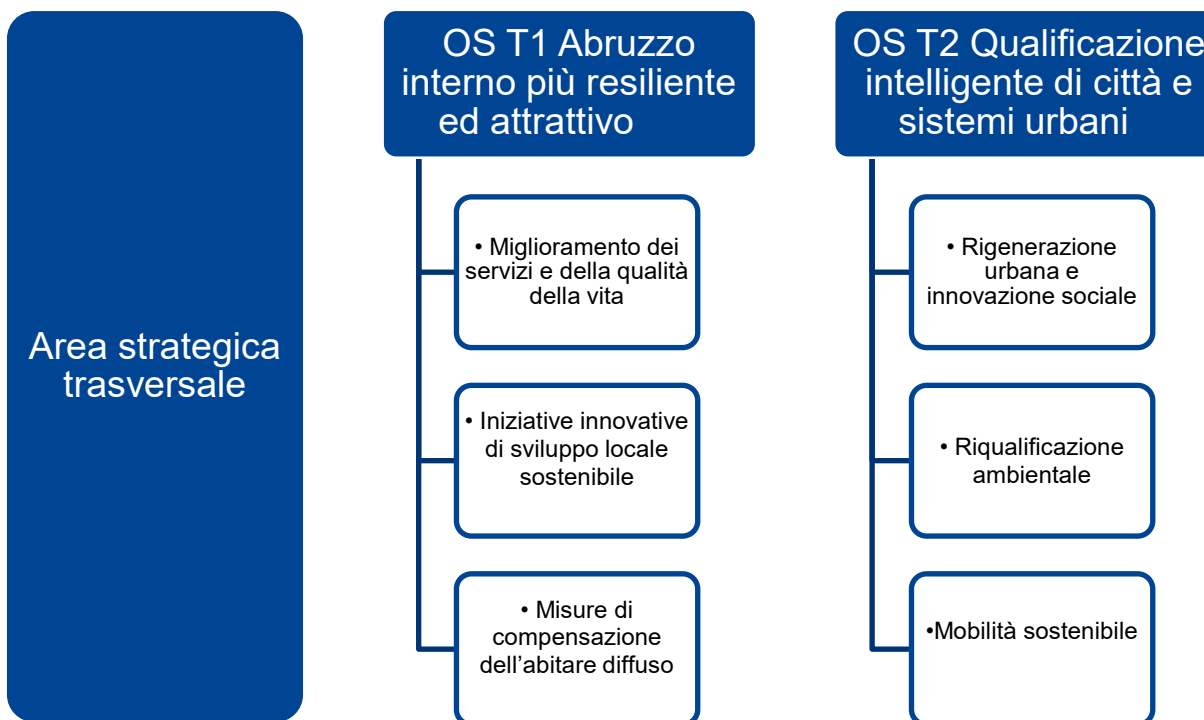 Area strategica
trasversale
OS T1 Abruzzo
interno più resiliente
ed attrattivo
• Miglioramento dei
servizi e della qualità
della vita
• Iniziative innovative
di sviluppo locale
sostenibile
• Misure di
compensazione
dell’abitare diffuso
OS T2 Qualificazione
intelligente di città e
sistemi urbani
• Rigenerazione
urbana e
innovazione sociale
• Riqualificazione
ambientale
•Mobilità sostenibile